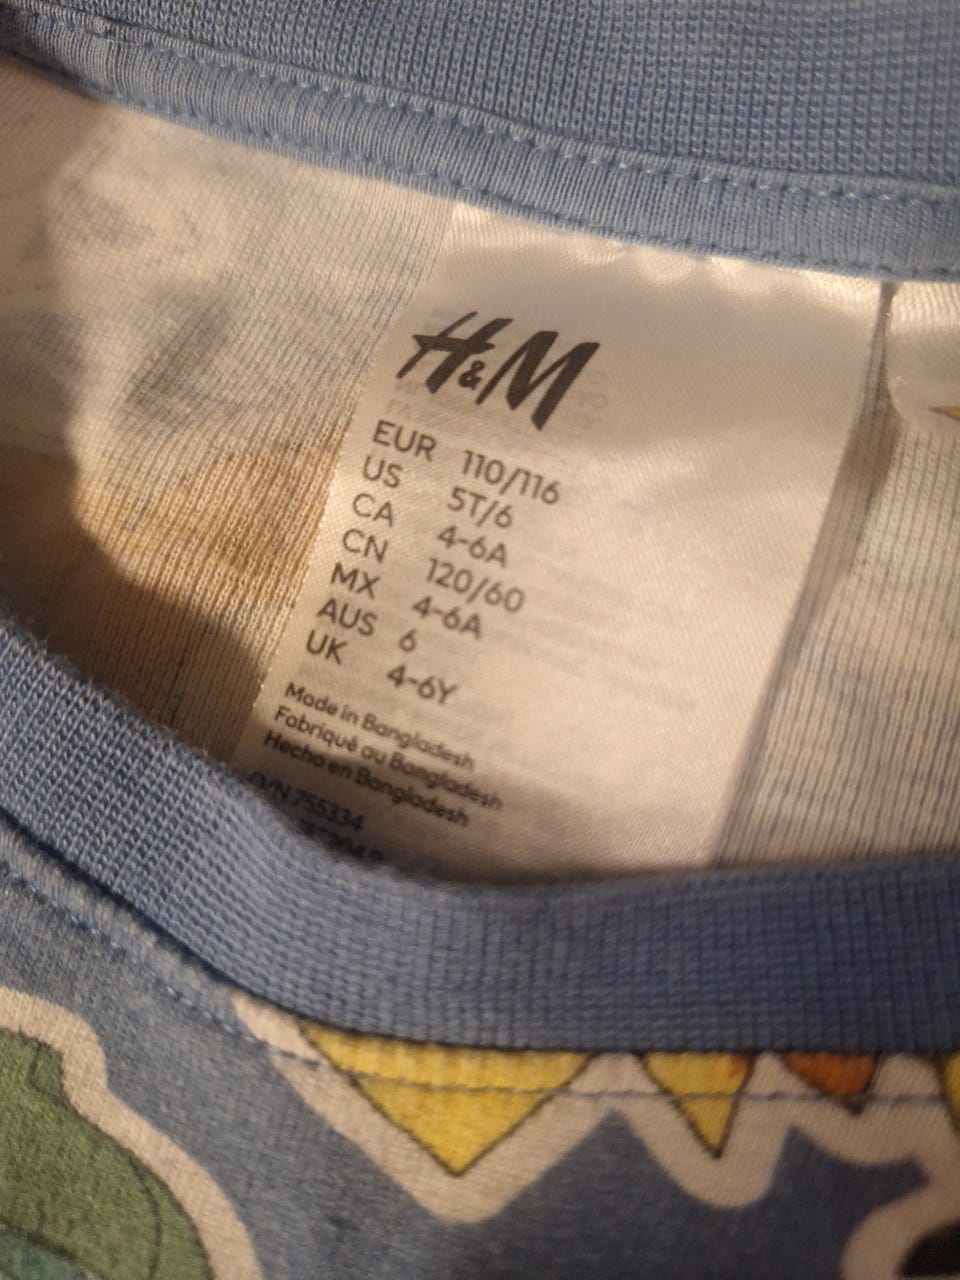 H&M
EUR 110/116
US 5T/6
CA 4-6A
CN 120/60
MX 4-6A
AUS 6
UK 4-6Y
Made in Bangladesh
Fabriqué au Bangladesh
Hecho en Bangladesh
O/N 755334